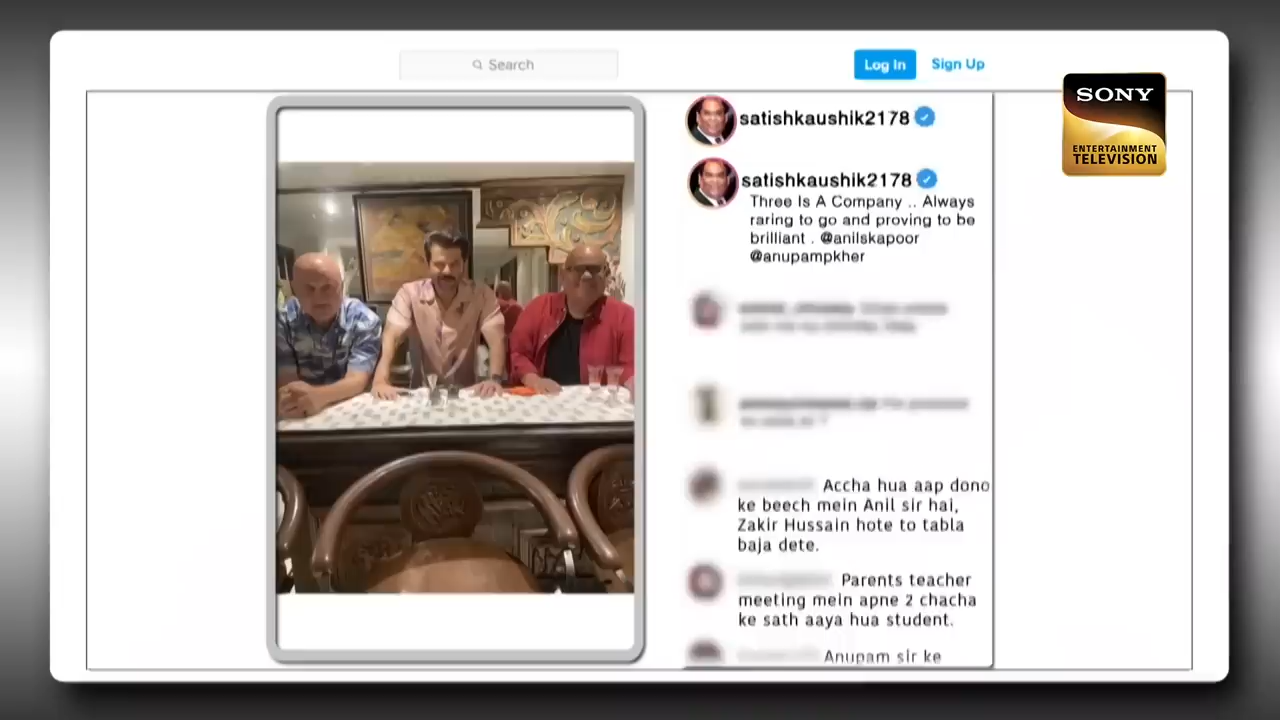 Search
Log In
Sign Up
SONY
ENTERTAINMENT
TELEVISION
satishkaushik2178
satishkaushik2178
Three Is A Company .. Always
raring to go and proving to be
brilliant . @anilskapoor
@anupampkher
Accha hua aap dono
ke beech mein Anil sir hai,
Zakir Hussain hote to tabla
baja dete.
Parents teacher
meeting mein apne 2 chacha
ke sath aaya hua student.
Anupam sir ke